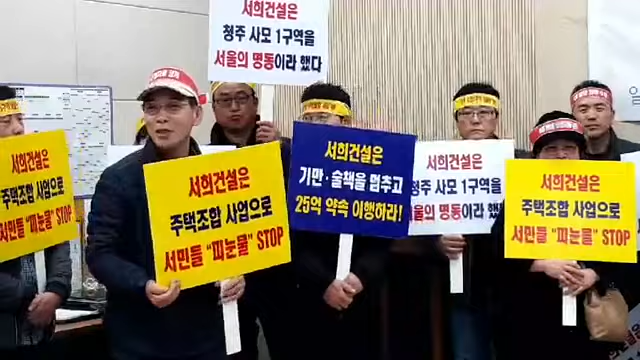 서희건설은
청주 사모 1구역을
서울의 명동이라 했다
서희건설은
주택조합 사업으로
서민들 "피눈물" STOP
서희건설은
주택조합 사업으로
서민들 "피눈물" STOP
서희건설은
기만·술책을 멈추고
25억 약속 이행하라!
서희건설은
청주 사모 1구역을
서울의 명동이라 했다
서희건설은
주택조합 사업으로
서민들 "피눈물" STOP